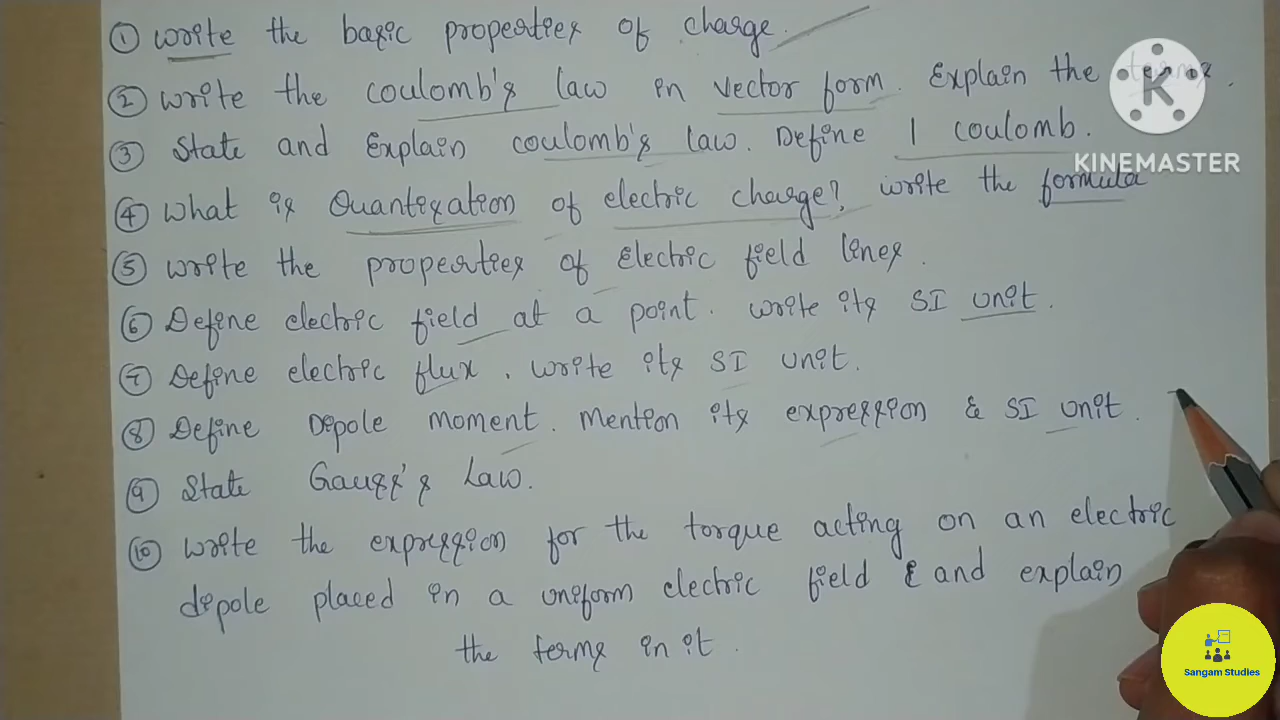 ① Write the basic properties of charge.
② Write the coulomb's law in vector form. Explain the terms.
③ State and Explain coulomb's law. Define 1 coulomb.
④ What is Quantization of electric charge? write the formula
⑤ Write the properties of Electric field lines.
⑥ Define electric field at a point. Write its SI unit.
⑦ Define electric flux. Write its SI unit.
⑧ Define Dipole moment. Mention its expression & SI unit.
⑨ State Gauss's Law.
⑩ Write the expression for the torque acting on an electric
dipole placed in a uniform electric field E and explain
the terms in it.
KINEMASTER
Sangam Studies